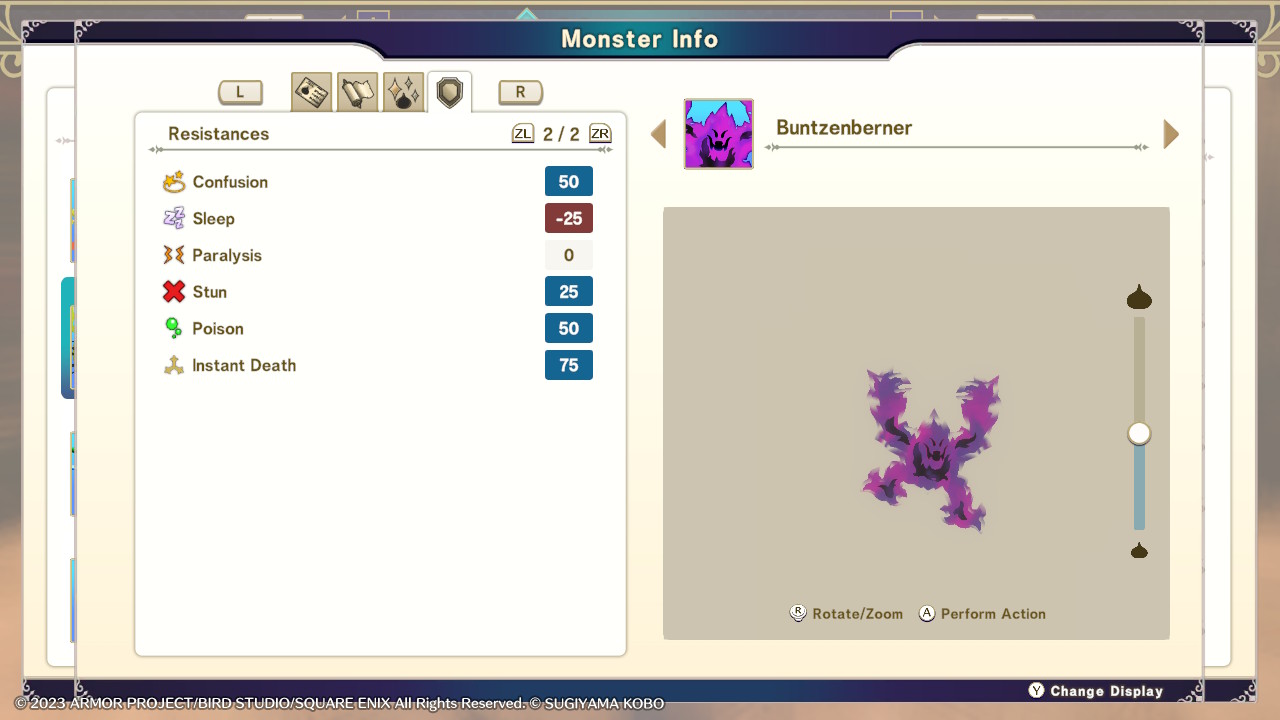 Monster Info
L
R
Resistances
ZL 2 / 2 ZR
Confusion 50
Sleep -25
Paralysis 0
Stun 25
Poison 50
Instant Death 75
Buntzenberner
R Rotate/Zoom A Perform Action
Y Change Display
© 2023 ARMOR PROJECT/BIRD STUDIO/SQUARE ENIX All Rights Reserved. © SUGIYAMA KOBO